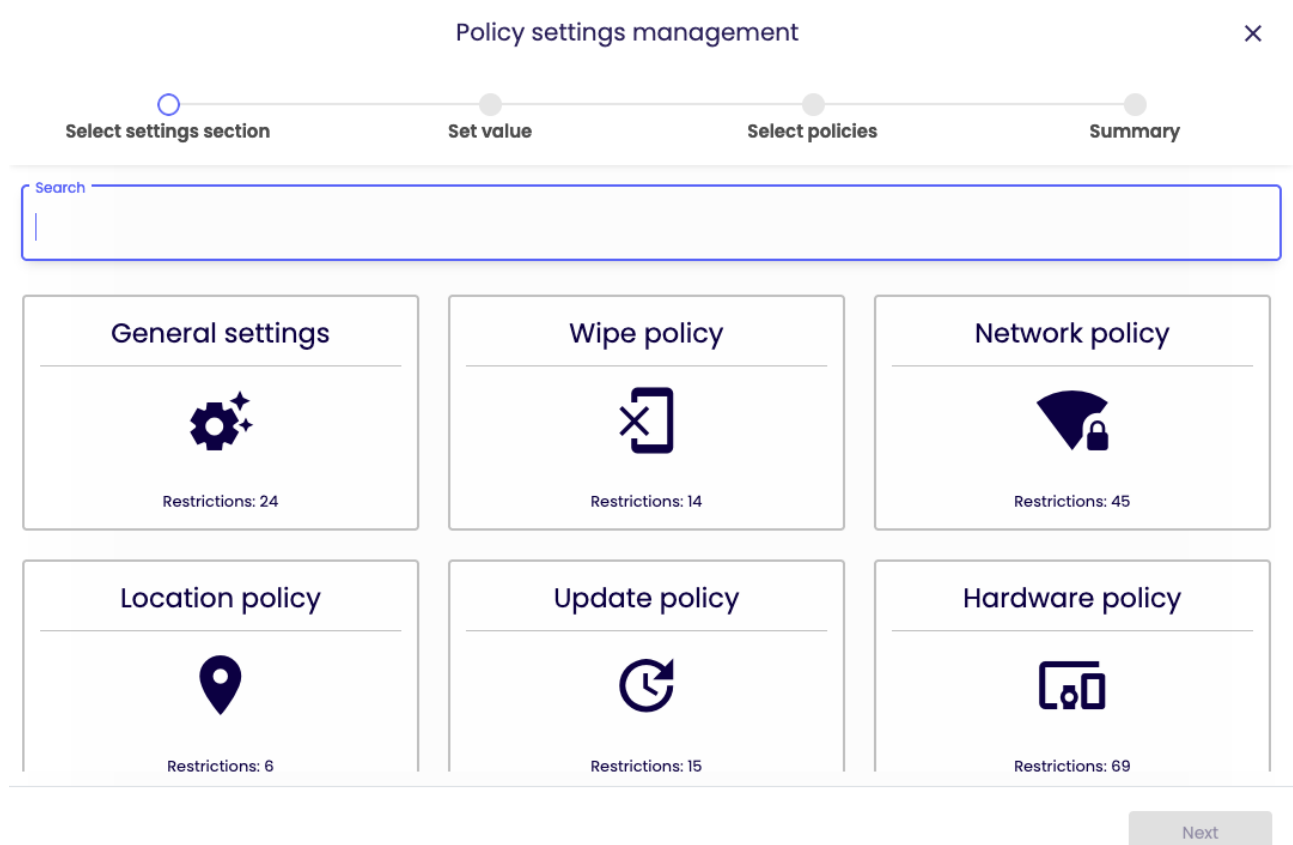 Policy settings management
Select settings section
Set value
Select policies
Summary
Search
General settings
Restrictions: 24
Wipe policy
Restrictions: 14
Network policy
Restrictions: 45
Location policy
Restrictions: 6
Update policy
Restrictions: 15
Hardware policy
Restrictions: 69
Next